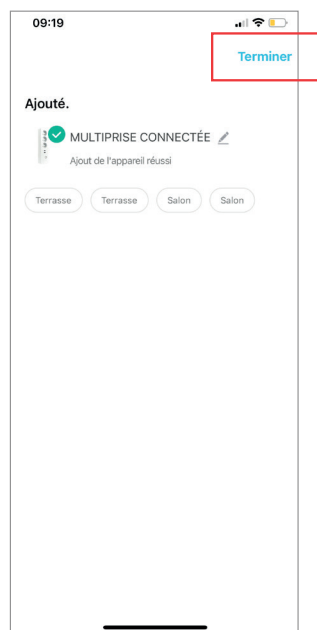 09:19
Terminer
Ajouté.
MULTIPRISE CONNECTÉE
Ajout de l'appareil réussi
Terrasse Terrasse Salon Salon